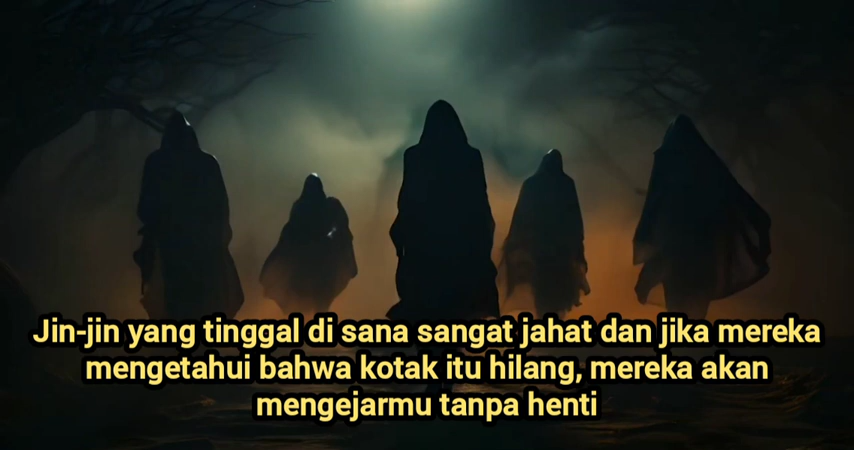 Jin-jin yang tinggal di sana sangat jahat dan jika mereka
mengetahui bahwa kotak itu hilang, mereka akan
mengejarmu tanpa henti